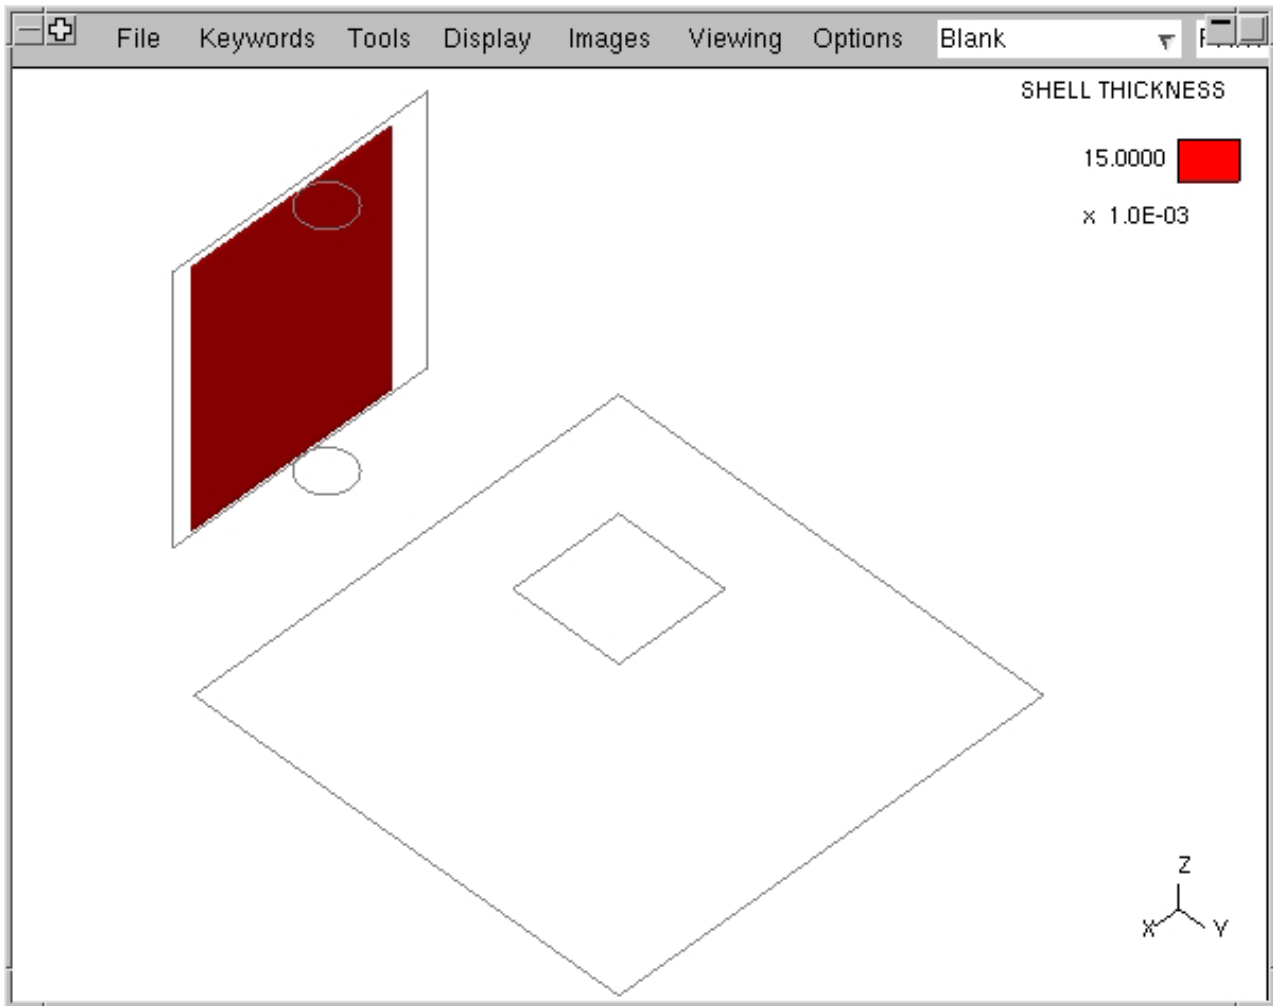 File Keywords Tools Display Images Viewing Options Blank
SHELL THICKNESS
15.0000
x 1.0E-03
Z
X Y